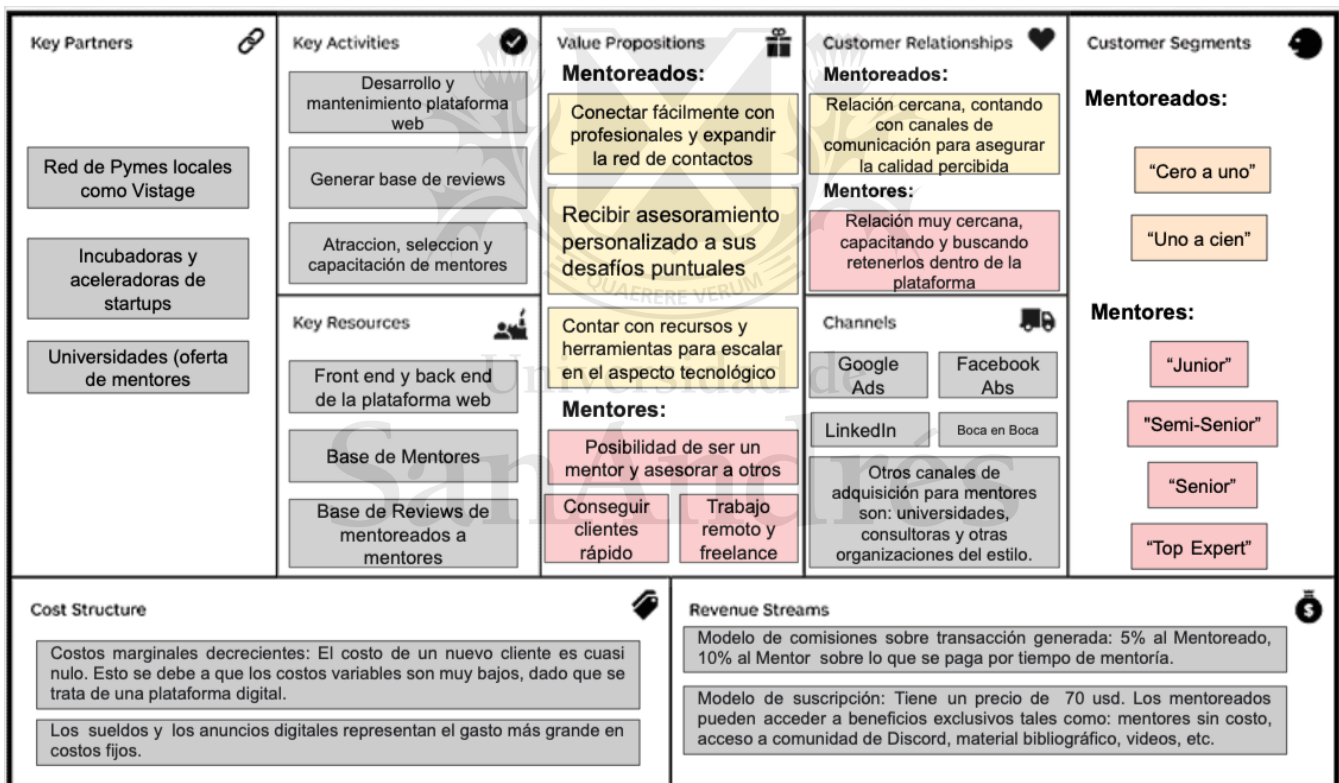 Key Partners
Red de Pymes locales
como Vistage
Incubadoras y
aceleradoras de
startups
Universidades (oferta
de mentores
Key Activities
Desarrollo y
mantenimiento plataforma
web
Generar base de reviews
Atraccion, seleccion y
capacitación de mentores
Key Resources
Front end y back end
de la plataforma web
Base de Mentores
Base de Reviews de
mentoreados a
mentores
Value Propositions
Mentoreados:
Conectar fácilmente con
profesionales y expandir
la red de contactos
Recibir asesoramiento
personalizado a sus
desafíos puntuales
Contar con recursos y
herramientas para escalar
en el aspecto tecnológico
Mentores:
Posibilidad de ser un
mentor y asesorar a otros
Conseguir
clientes
rápido
Trabajo
remoto y
freelance
Customer Relationships
Mentoreados:
Relación cercana, contando
con canales de
comunicación para asegurar
la calidad percibida
Mentores:
Relación muy cercana,
capacitando y buscando
retenerlos dentro de la
plataforma
Channels
Google
Ads
Facebook
Abs
LinkedIn
Boca en Boca
Otros canales de
adquisición para mentores
son: universidades,
consultoras y otras
organizaciones del estilo.
Customer Segments
Mentoreados:
“Cero a uno”
“Uno a cien”
Mentores:
“Junior”
"Semi-Senior”
“Senior”
“Top Expert”
Cost Structure
Costos marginales decrecientes: El costo de un nuevo cliente es cuasi
nulo. Esto se debe a que los costos variables son muy bajos, dado que se
trata de una plataforma digital.
Los sueldos y los anuncios digitales representan el gasto más grande en
costos fijos.
Revenue Streams
Modelo de comisiones sobre transacción generada: 5% al Mentoreado,
10% al Mentor sobre lo que se paga por tiempo de mentoría.
Modelo de suscripción: Tiene un precio de 70 usd. Los mentoreados
pueden acceder a beneficios exclusivos tales como: mentores sin costo,
acceso a comunidad de Discord, material bibliográfico, videos, etc.
QUAERERE VERUM
Universidad de
SanAndrés